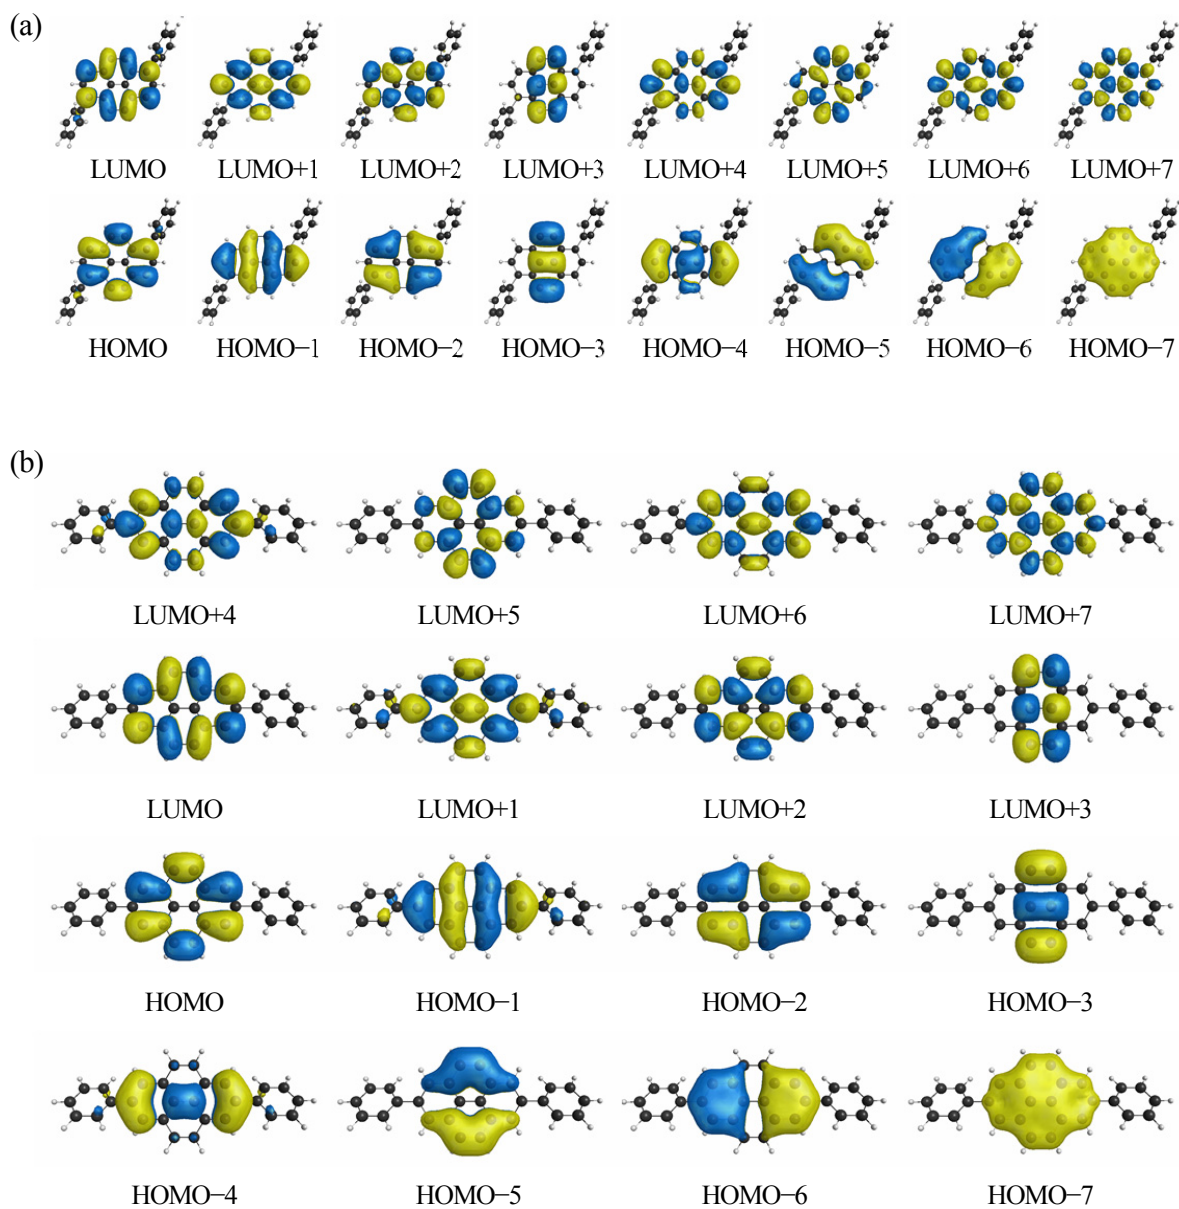 (a)
LUMO LUMO+1 LUMO+2 LUMO+3 LUMO+4 LUMO+5 LUMO+6 LUMO+7
HOMO HOMO−1 HOMO−2 HOMO−3 HOMO−4 HOMO−5 HOMO−6 HOMO−7
(b)
LUMO+4 LUMO+5 LUMO+6 LUMO+7
LUMO LUMO+1 LUMO+2 LUMO+3
HOMO HOMO−1 HOMO−2 HOMO−3
HOMO−4 HOMO−5 HOMO−6 HOMO−7